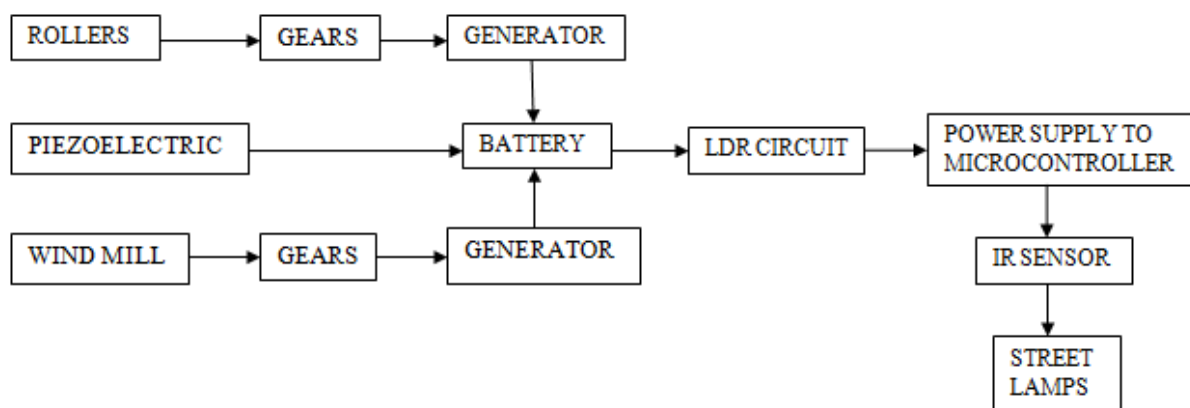 ROLLERS
GEARS
GENERATOR
PIEZOELECTRIC
BATTERY
LDR CIRCUIT
POWER SUPPLY TO
MICROCONTROLLER
WIND MILL
GEARS
GENERATOR
IR SENSOR
STREET
LAMPS